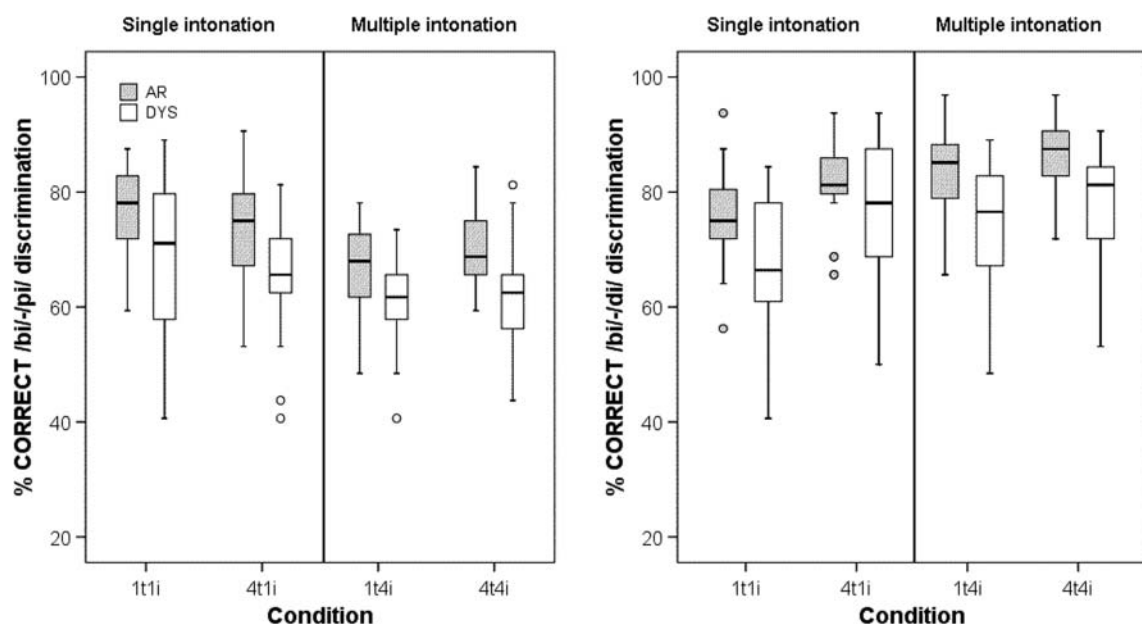 Single intonation Multiple intonation
% CORRECT /bi/-/pi/ discrimination
100
80
60
40
20
AR
DYS
1t1i 4t1i 1t4i 4t4i
Condition
Single intonation Multiple intonation
% CORRECT /bi/-/di/ discrimination
100
80
60
40
20
1t1i 4t1i 1t4i 4t4i
Condition